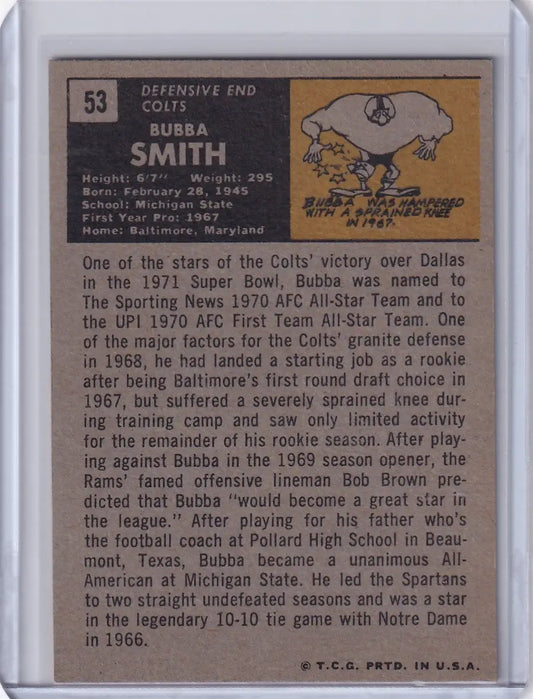 53
DEFENSIVE END
COLTS
BUBBA
SMITH
Height: 6'7" Weight: 295
Born: February 28, 1945
School: Michigan State
First Year Pro: 1967
Home: Baltimore, Maryland
BUBBA WAS HAMPERED
WITH A SPRAINED KNEE
IN 1967.
One of the stars of the Colts' victory over Dallas
in the 1971 Super Bowl, Bubba was named to
The Sporting News 1970 AFC All-Star Team and to
the UPI 1970 AFC First Team All-Star Team. One
of the major factors for the Colts' granite defense
in 1968, he had landed a starting job as a rookie
after being Baltimore's first round draft choice in
1967, but suffered a severely sprained knee dur-
ing training camp and saw only limited activity
for the remainder of his rookie season. After play-
ing against Bubba in the 1969 season opener, the
Rams' famed offensive lineman Bob Brown pre-
dicted that Bubba "would become a great star in
the league." After playing for his father who's
the football coach at Pollard High School in Beau-
mont, Texas, Bubba became a unanimous All-
American at Michigan State. He led the Spartans
to two straight undefeated seasons and was a star
in the legendary 10-10 tie game with Notre Dame
in 1966.
© T.C.G. PRTD. IN U.S.A.